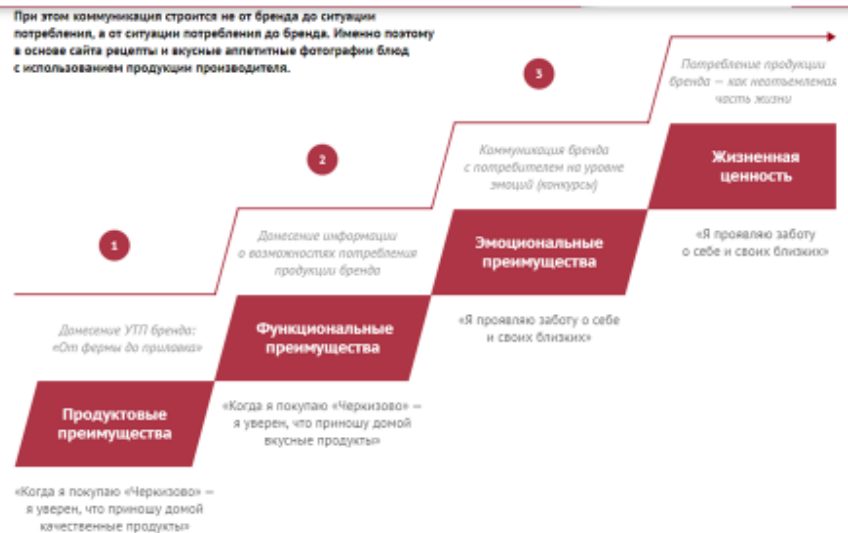 При этом коммуникация строится не от бренда до ситуации
потребления, а от ситуации потребления до бренда. Именно поэтому
в основе сайта рецепты и вкусные аппетитные фотографии блюд
с использованием продукции производителя.
1
Донесение УТП бренда:
«От фермы до прилавка»
Продуктовые
преимущества
«Когда я покупаю «Черкизово» —
я уверен, что приношу домой
качественные продукты»
2
Донесение информации
о возможностях потребления
продукции бренда
Функциональные
преимущества
«Когда я покупаю «Черкизово» —
я уверен, что приношу домой
вкусные продукты»
3
Коммуникация бренда
с потребителем на уровне
эмоций (конкурсы)
Эмоциональные
преимущества
«Я проявляю заботу о себе
и своих близких»
Потребление продукции
бренда — как неотъемлемая
часть жизни
Жизненная
ценность
«Я проявляю заботу
о себе и своих близких»